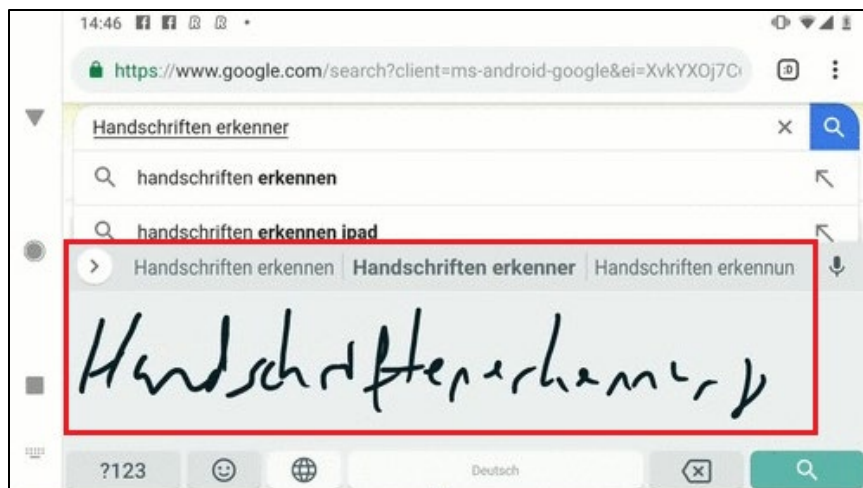 14:46
https://www.google.com/search?client=ms-android-google&ei=XvkYXOj7C
:D
Handschriften erkenner
handschriften erkennen
handschriften erkennen ipad
Handschriften erkennen Handschriften erkenner Handschriften erkennun
Handschriftenerkennung
?123 Deutsch